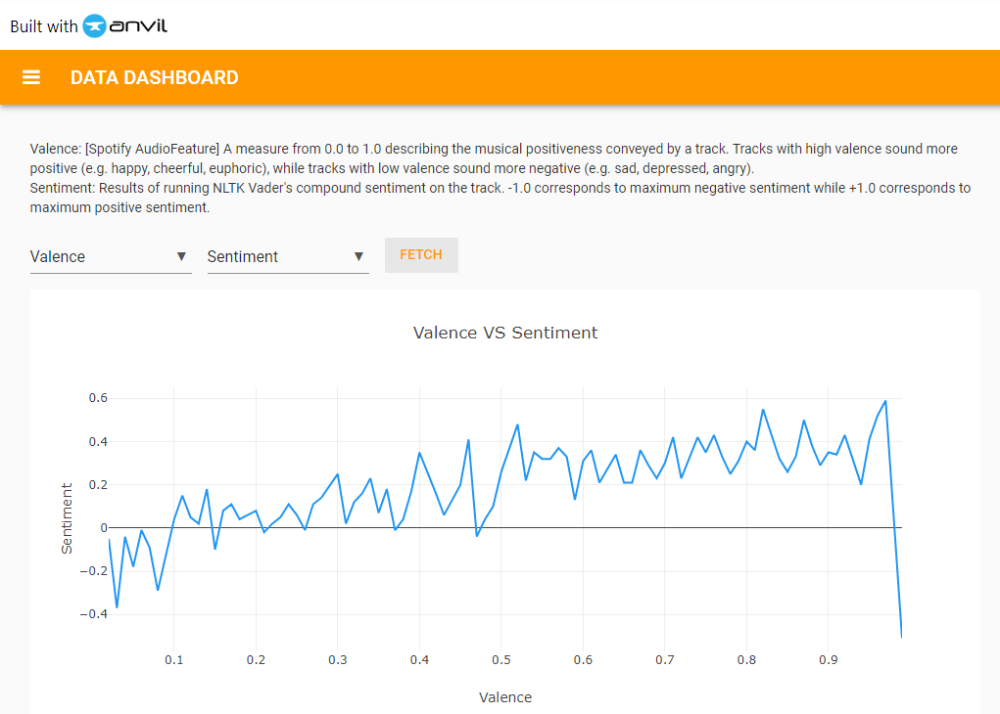 Built with anvil
DATA DASHBOARD
Valence: [Spotify AudioFeature] A measure from 0.0 to 1.0 describing the musical positiveness conveyed by a track. Tracks with high valence sound more
positive (e.g. happy, cheerful, euphoric), while tracks with low valence sound more negative (e.g. sad, depressed, angry).
Sentiment: Results of running NLTK Vader's compound sentiment on the track. -1.0 corresponds to maximum negative sentiment while +1.0 corresponds to
maximum positive sentiment.
Valence ▼ Sentiment ▼ FETCH
Valence VS Sentiment
0.6
0.4
0.2
0
−0.2
−0.4
Sentiment
0.1 0.2 0.3 0.4 0.5 0.6 0.7 0.8 0.9
Valence